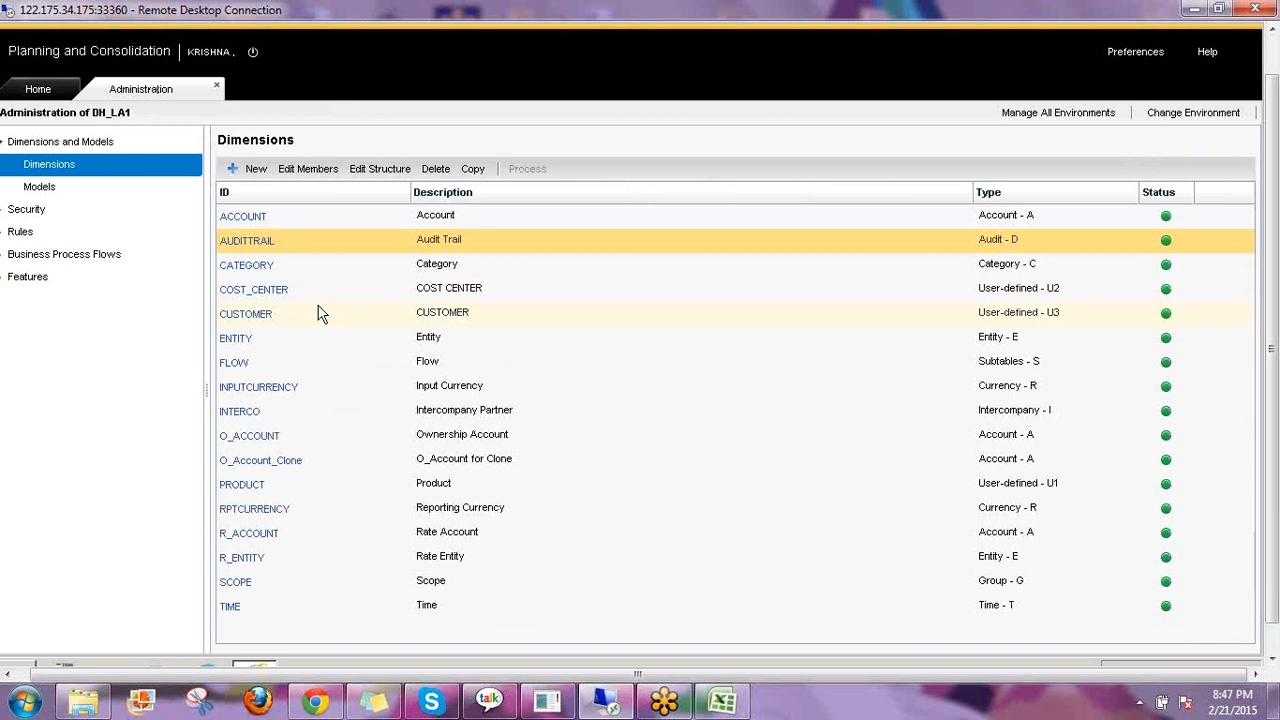 122.175.34.175:33360 - Remote Desktop Connection
Planning and Consolidation KRISHNA . Preferences Help
Home Administration
Administration of DH_LA1 Manage All Environments Change Environment
Dimensions and Models
Dimensions
Models
Security
Rules
Business Process Flows
Features
Dimensions
New Edit Members Edit Structure Delete Copy Process
ID Description Type Status
ACCOUNT Account Account - A
AUDITTRAIL Audit Trail Audit - D
CATEGORY Category Category - C
COST_CENTER COST CENTER User-defined - U2
CUSTOMER CUSTOMER User-defined - U3
ENTITY Entity Entity - E
FLOW Flow Subtables - S
INPUTCURRENCY Input Currency Currency - R
INTERCO Intercompany Partner Intercompany - I
O_ACCOUNT Ownership Account Account - A
O_Account_Clone O_Account for Clone Account - A
PRODUCT Product User-defined - U1
RPTCURRENCY Reporting Currency Currency - R
R_ACCOUNT Rate Account Account - A
R_ENTITY Rate Entity Entity - E
SCOPE Scope Group - G
TIME Time Time - T
talk
8:47 PM
2/21/2015